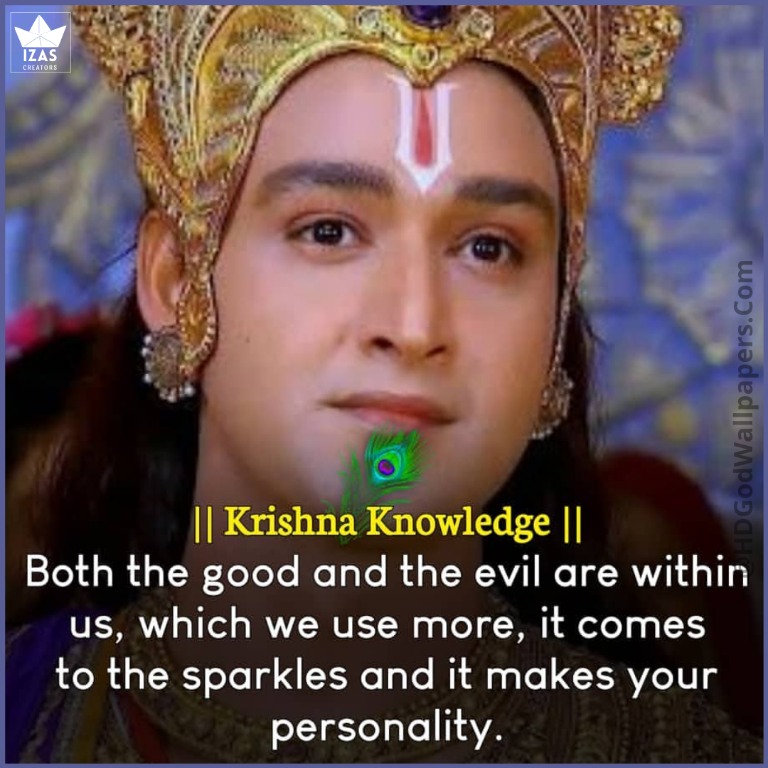 IZAS
CREATORS
HDGodWallpapers.Com
|| Krishna Knowledge ||
Both the good and the evil are within
us, which we use more, it comes
to the sparkles and it makes your
personality.